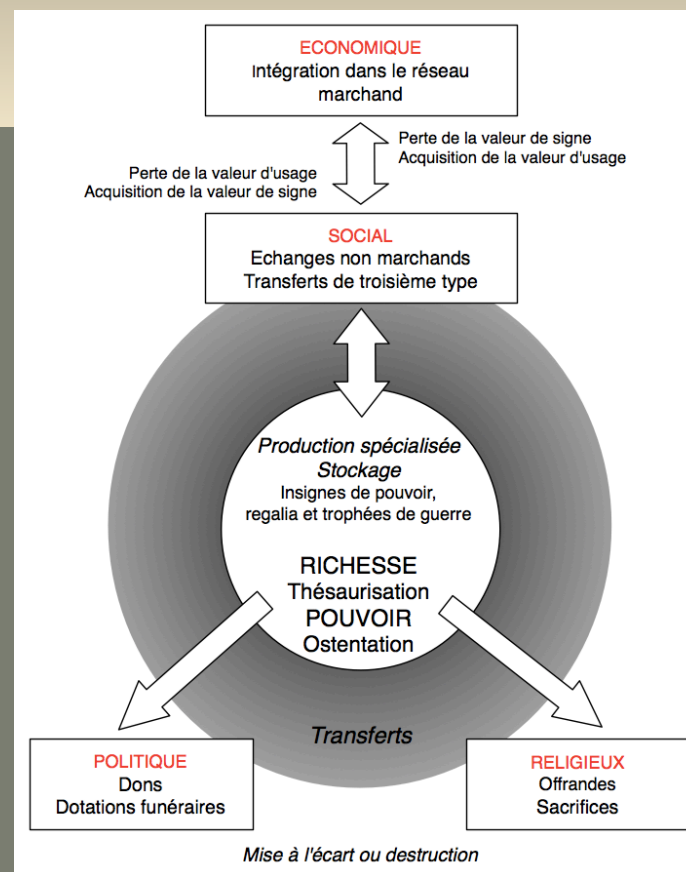 ECONOMIQUE
Intégration dans le réseau
marchand
Perte de la valeur de signe
Acquisition de la valeur d'usage
Perte de la valeur d'usage
Acquisition de la valeur de signe
SOCIAL
Echanges non marchands
Transferts de troisième type
Production spécialisée
Stockage
Insignes de pouvoir,
regalia et trophées de guerre
RICHESSE
Thésaurisation
POUVOIR
Ostentation
Transferts
POLITIQUE
Dons
Dotations funéraires
RELIGIEUX
Offrandes
Sacrifices
Mise à l'écart ou destruction